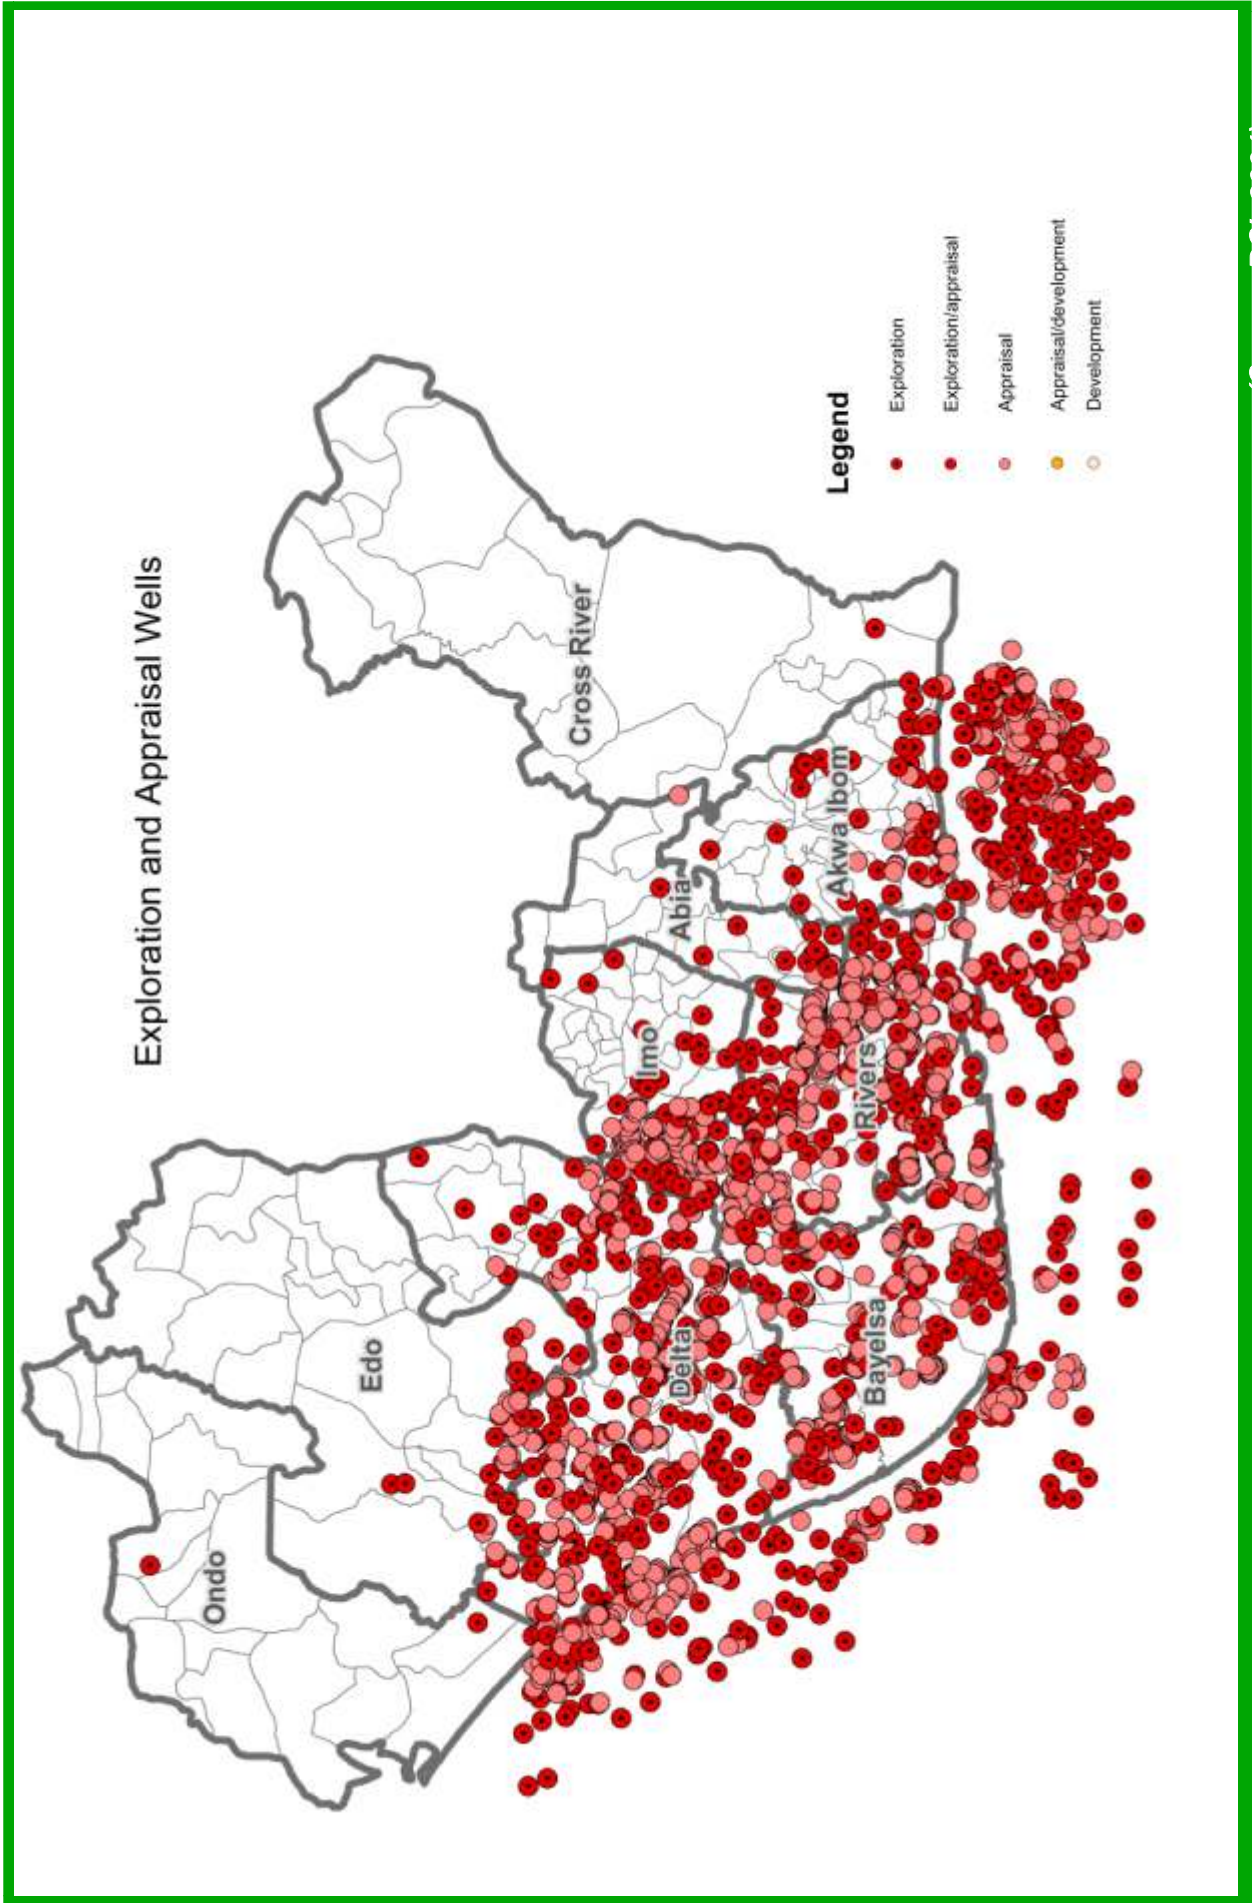 Exploration and Appraisal Wells
Ondo
Edo
Cross River
Delta
Imo
Abia
Akwa Ibom
Bayelsa
Rivers
Legend
Exploration
Exploration/appraisal
Appraisal
Appraisal/development
Development